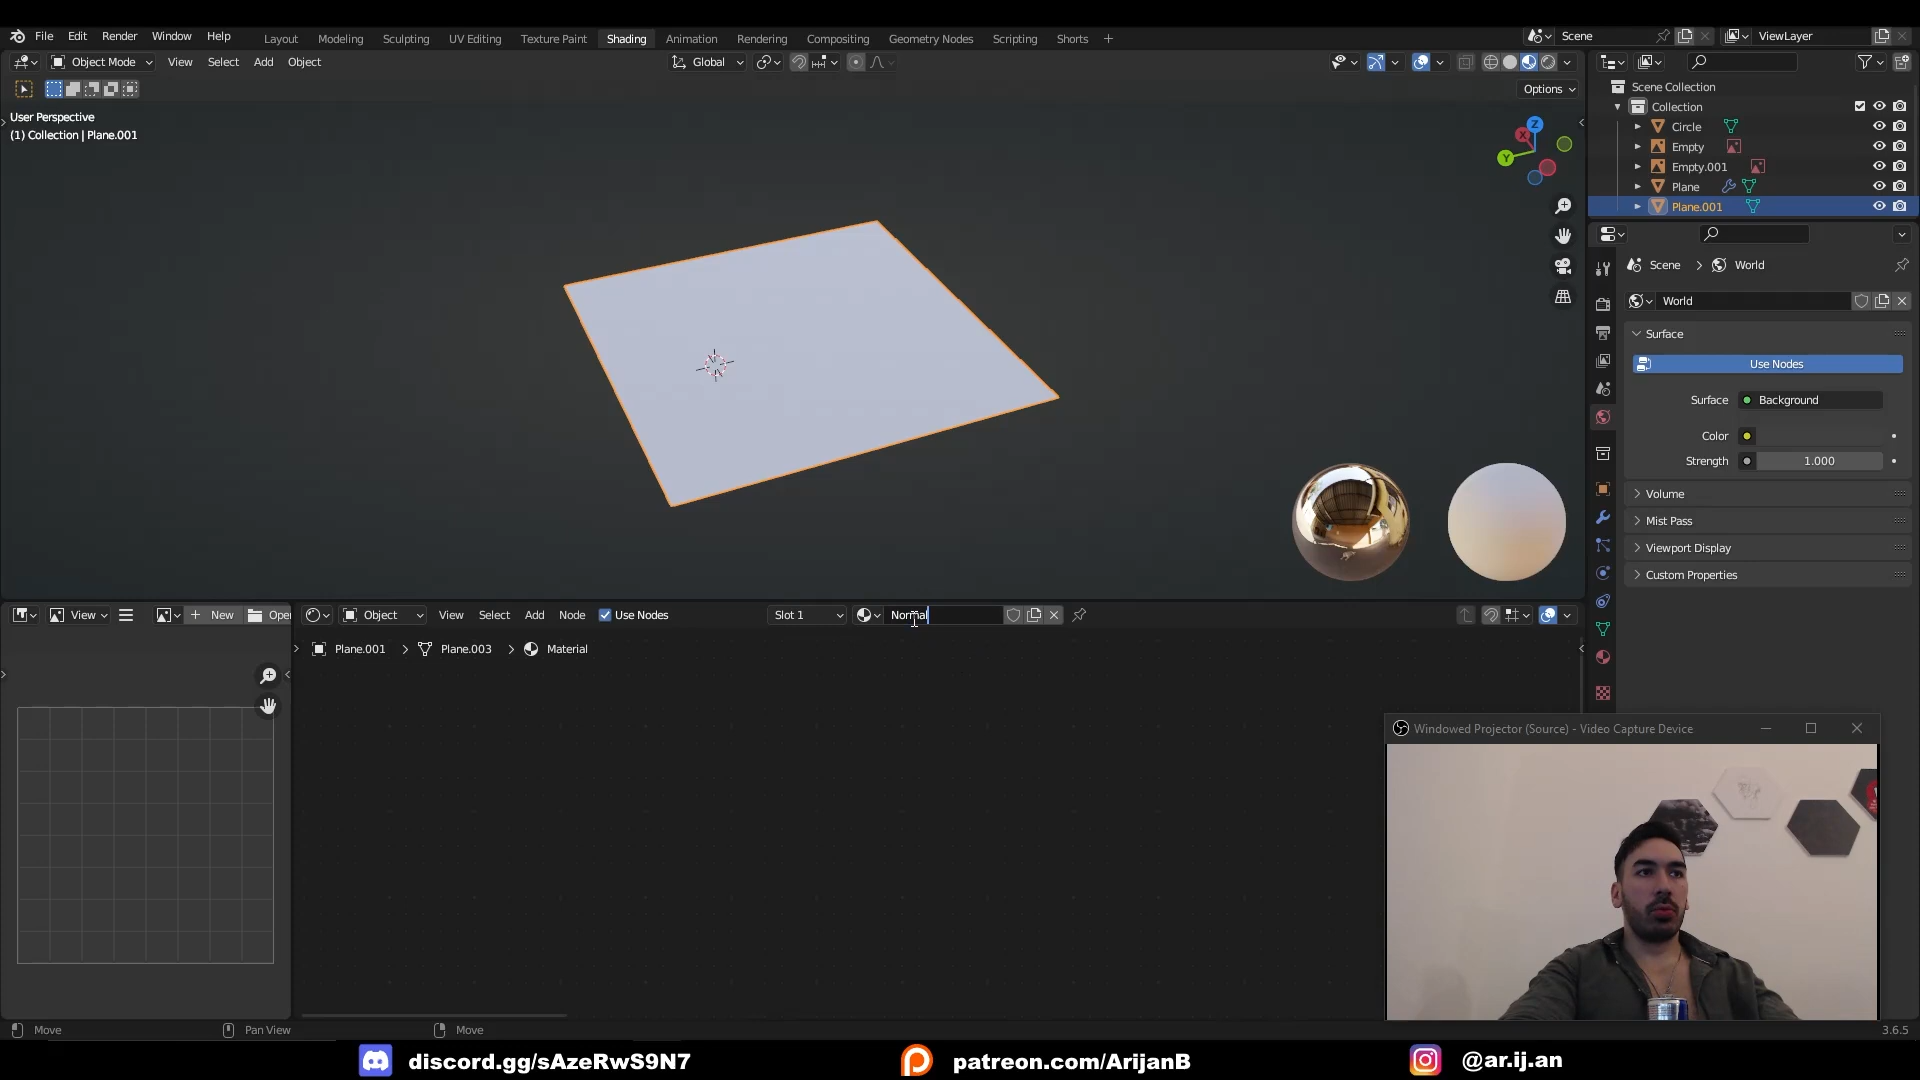 File Edit Render Window Help
Layout Modeling Sculpting UV Editing Texture Paint Shading Animation Rendering Compositing Geometry Nodes Scripting Shorts +
Scene
ViewLayer
Object Mode View Select Add Object
Global
Options
User Perspective
(1) Collection | Plane.001
Z
X
Y
Scene Collection
Collection
Circle
Empty
Empty.001
Plane
Plane.001
Scene > World
World
Surface
Use Nodes
Surface Background
Color
Strength 1.000
Volume
Mist Pass
Viewport Display
Custom Properties
View + New Ope
Object View Select Add Node Use Nodes Slot 1 Normal
Plane.001 > Plane.003 > Material
Windowed Projector (Source) - Video Capture Device
Move Pan View Move
3.6.5
discord.gg/sAzeRwS9N7
patreon.com/ArijanB
@ar.ij.an